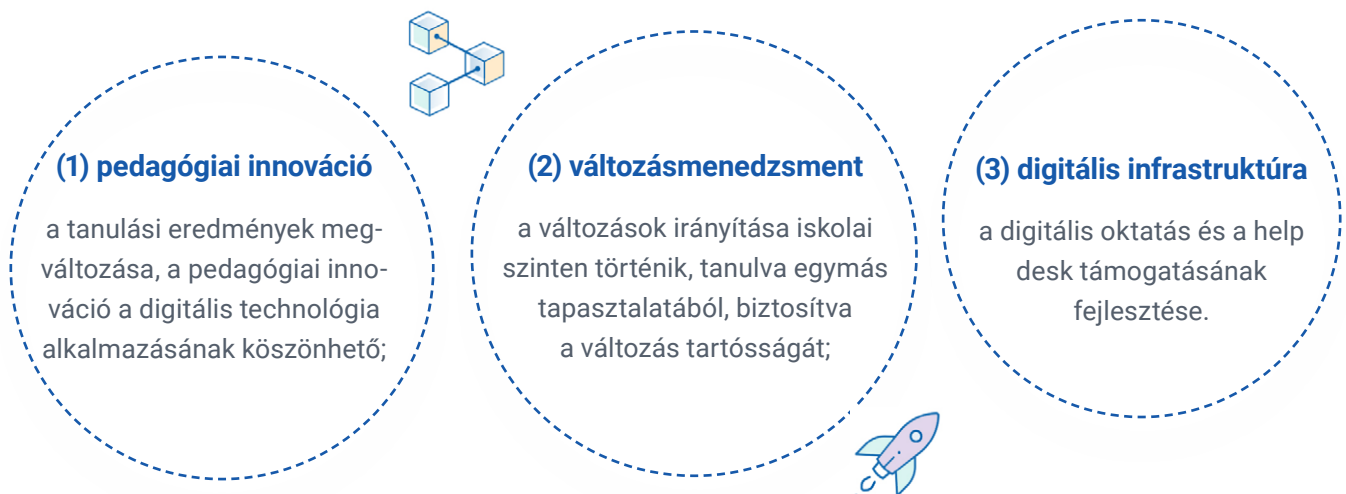 (1) pedagógiai innováció
a tanulási eredmények meg-
változása, a pedagógiai inno-
váció a digitális technológia
alkalmazásának köszönhető;
(2) változásmenedzsment
a változások irányítása iskolai
szinten történik, tanulva egymás
tapasztalatából, biztosítva
a változás tartósságát;
(3) digitális infrastruktúra
a digitális oktatás és a help
desk támogatásának
fejlesztése.